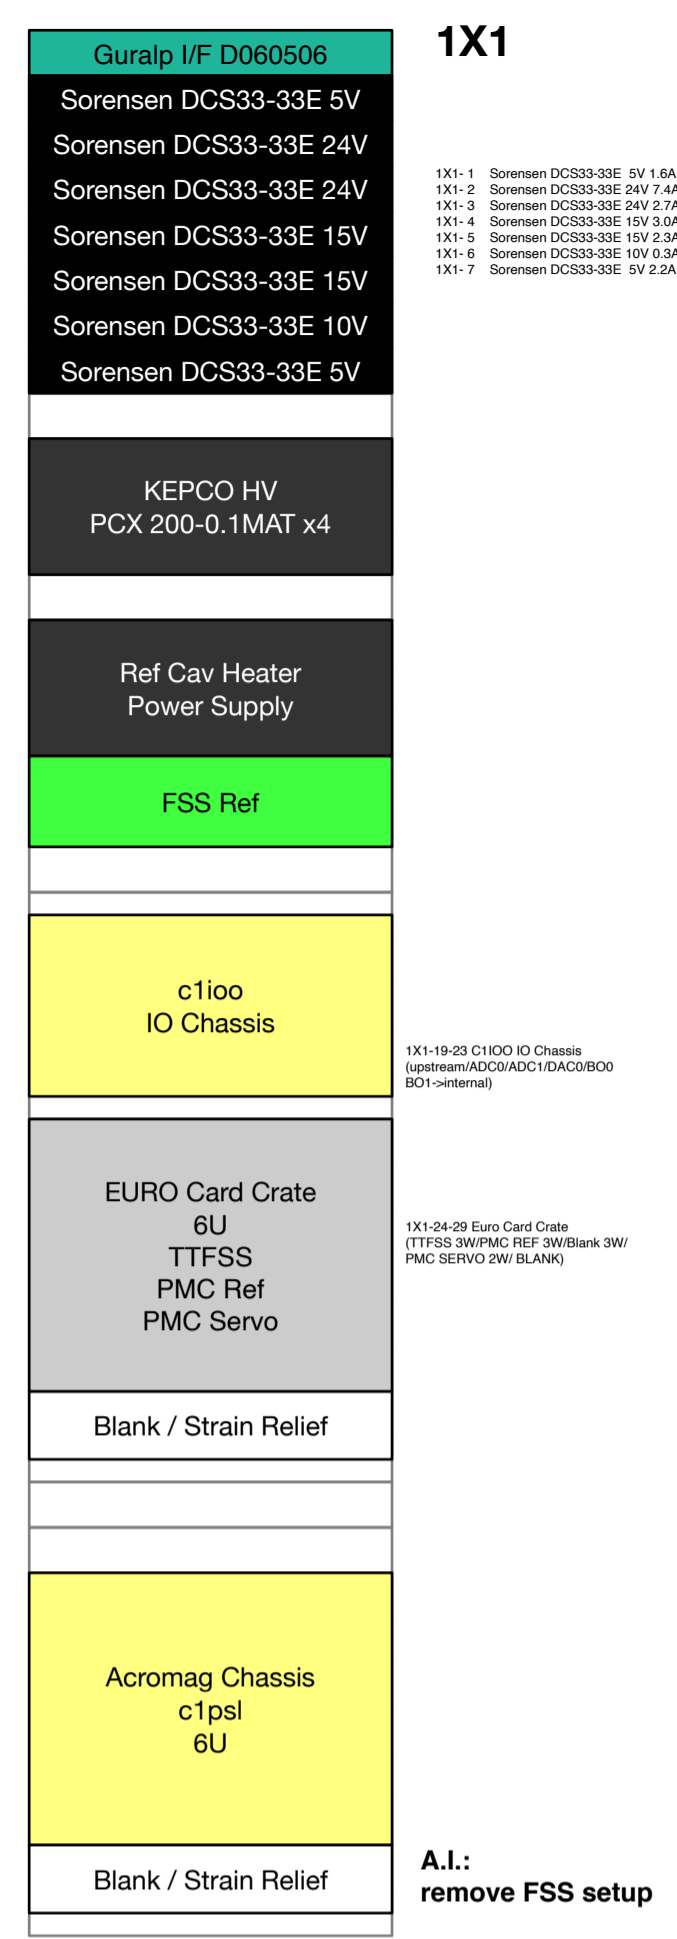 1X1
Guralp I/F D060506
Sorensen DCS33-33E 5V
Sorensen DCS33-33E 24V
Sorensen DCS33-33E 24V
Sorensen DCS33-33E 15V
Sorensen DCS33-33E 15V
Sorensen DCS33-33E 10V
Sorensen DCS33-33E 5V
1X1- 1 Sorensen DCS33-33E 5V 1.6A
1X1- 2 Sorensen DCS33-33E 24V 7.4A
1X1- 3 Sorensen DCS33-33E 24V 2.7A
1X1- 4 Sorensen DCS33-33E 15V 3.0A
1X1- 5 Sorensen DCS33-33E 15V 2.3A
1X1- 6 Sorensen DCS33-33E 10V 0.3A
1X1- 7 Sorensen DCS33-33E 5V 2.2A
KEPCO HV
PCX 200-0.1MAT x4
Ref Cav Heater
Power Supply
FSS Ref
c1ioo
IO Chassis
1X1-19-23 C1IOO IO Chassis
(upstream/ADC0/ADC1/DAC0/BO0
BO1->internal)
EURO Card Crate
6U
TTFSS
PMC Ref
PMC Servo
1X1-24-29 Euro Card Crate
(TTFSS 3W/PMC REF 3W/Blank 3W/
PMC SERVO 2W/ BLANK)
Blank / Strain Relief
Acromag Chassis
c1psl
6U
Blank / Strain Relief
A.I.:
remove FSS setup